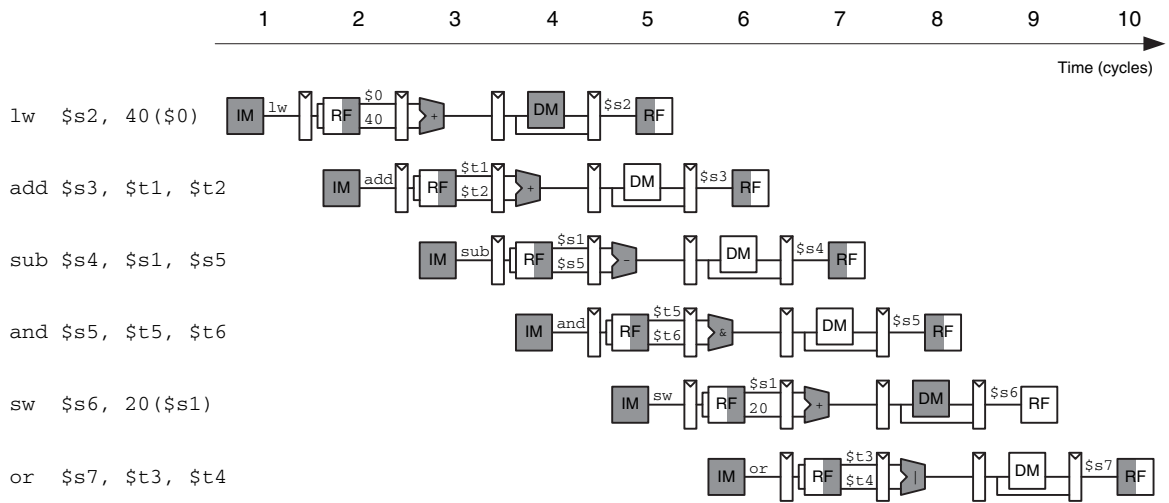 1 2 3 4 5 6 7 8 9 10
Time (cycles)
lw $s2, 40($0) IM lw RF $0 40 + DM $s2 RF
add $s3, $t1, $t2 IM add RF $t1 $t2 + DM $s3 RF
sub $s4, $s1, $s5 IM sub RF $s1 $s5 - DM $s4 RF
and $s5, $t5, $t6 IM and RF $t5 $t6 & DM $s5 RF
sw $s6, 20($s1) IM sw RF $s1 20 + DM $s6 RF
or $s7, $t3, $t4 IM or RF $t3 $t4 | DM $s7 RF